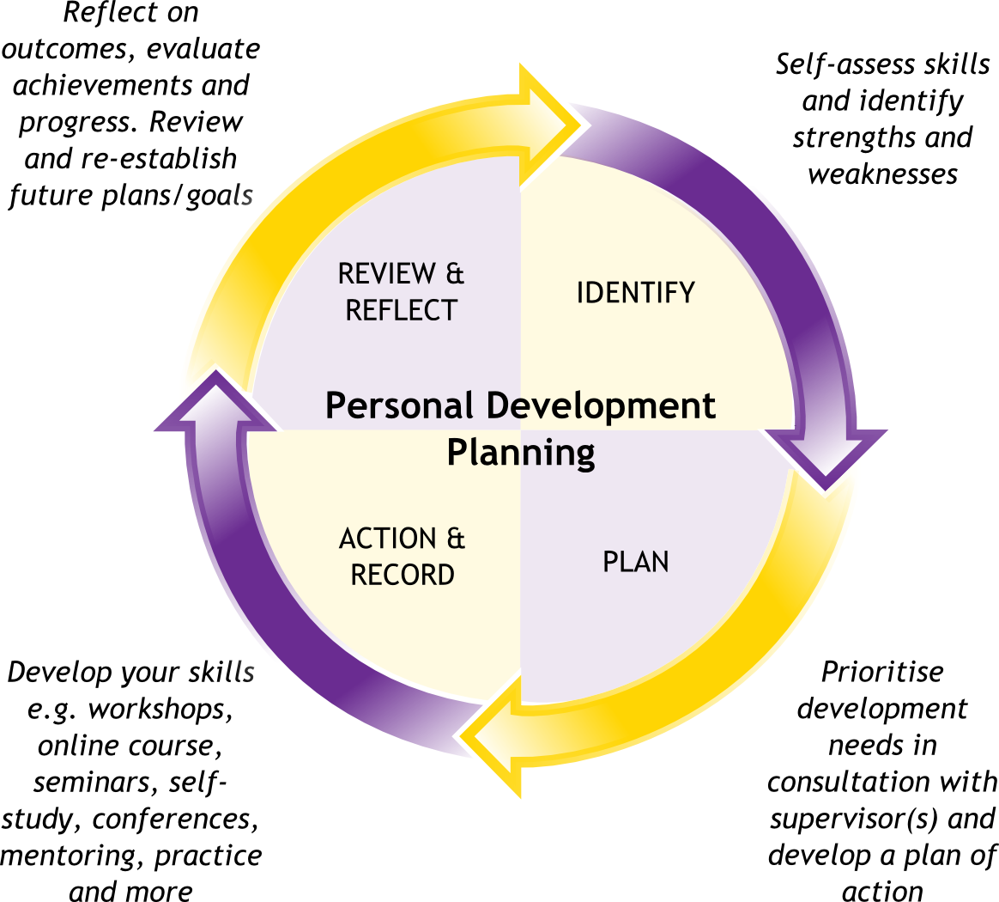 Reflect on
outcomes, evaluate
achievements and
progress. Review
and re-establish
future plans/goals
Self-assess skills
and identify
strengths and
weaknesses
REVIEW &
REFLECT
IDENTIFY
Personal Development
Planning
ACTION &
RECORD
PLAN
Develop your skills
e.g. workshops,
online course,
seminars, self-
study, conferences,
mentoring, practice
and more
Prioritise
development
needs in
consultation with
supervisor(s) and
develop a plan of
action